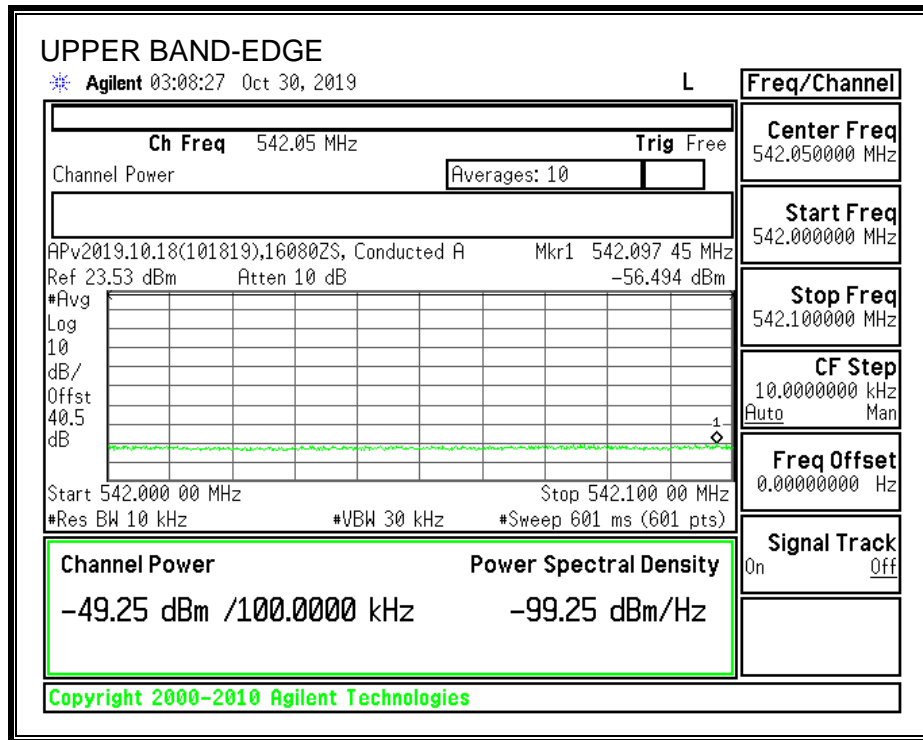 UPPER BAND-EDGE
Agilent 03:08:27 Oct 30, 2019 L
Ch Freq 542.05 MHz Trig Free
Channel Power Averages: 10
APv2019.10.18(101819),16080ZS, Conducted A Mkr1 542.097 45 MHz
Ref 23.53 dBm Atten 10 dB -56.494 dBm
#Avg
Log
10
dB/
Offst
40.5
dB
1
Start 542.000 00 MHz Stop 542.100 00 MHz
#Res BW 10 kHz #VBW 30 kHz #Sweep 601 ms (601 pts)
Channel Power Power Spectral Density
-49.25 dBm /100.0000 kHz -99.25 dBm/Hz
Copyright 2000-2010 Agilent Technologies
Freq/Channel
Center Freq
542.050000 MHz
Start Freq
542.000000 MHz
Stop Freq
542.100000 MHz
CF Step
10.0000000 kHz
Auto Man
Freq Offset
0.00000000 Hz
Signal Track
On Off